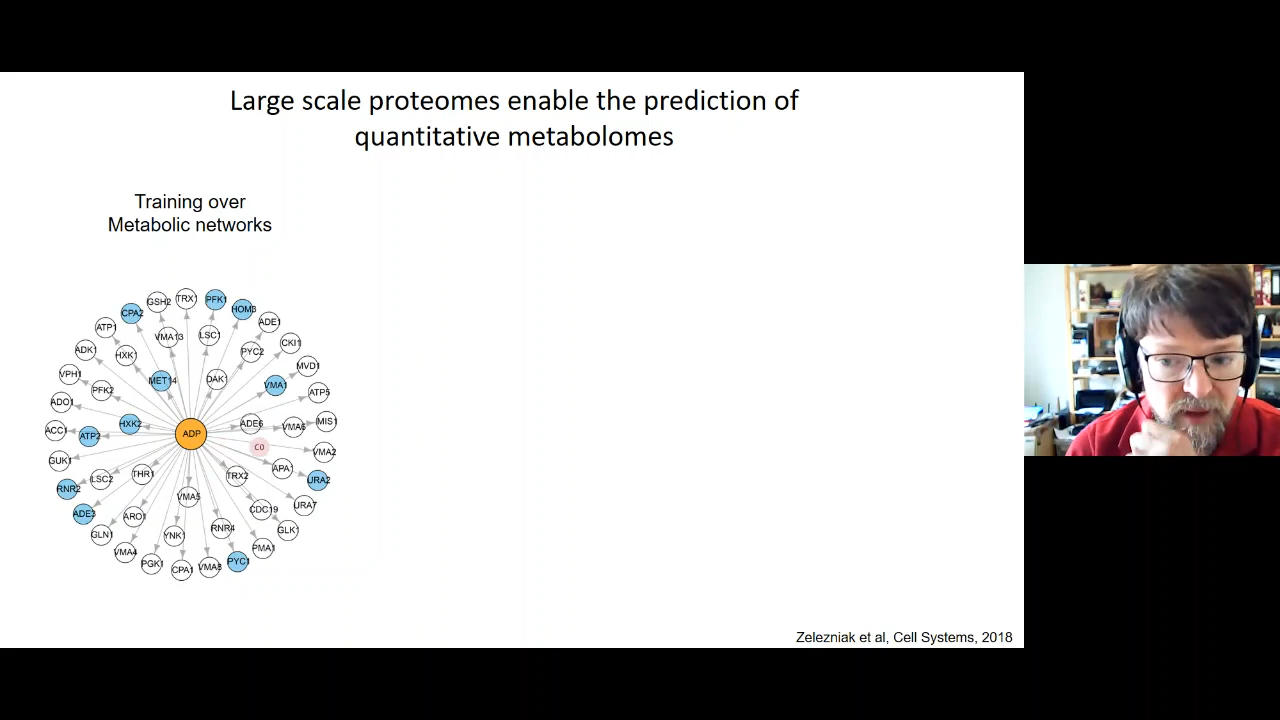 Large scale proteomes enable the prediction of
quantitative metabolomes
Training over
Metabolic networks
GSH2
TRX1
PFK1
HOM3
CPA2
ADE1
ATP1
VMA13
LSC1
CKI1
ADK1
HXK1
PYC2
MVD1
VPH1
PFK2
MET14
DAK1
VMA1
ATP5
ADO1
HXK2
ADE6
VMA6
MIS1
ACC1
ATP2
ADP
CO
VMA2
GUK1
LSC2
THR1
TRX2
APA1
URA2
RNR2
VMA5
ADE3
ARO1
CDC19
URA7
GLN1
YNK1
RNR4
GLK1
VMA4
PMA1
PGK1
CPA1
VMA8
PYC1
Zelezniak et al, Cell Systems, 2018